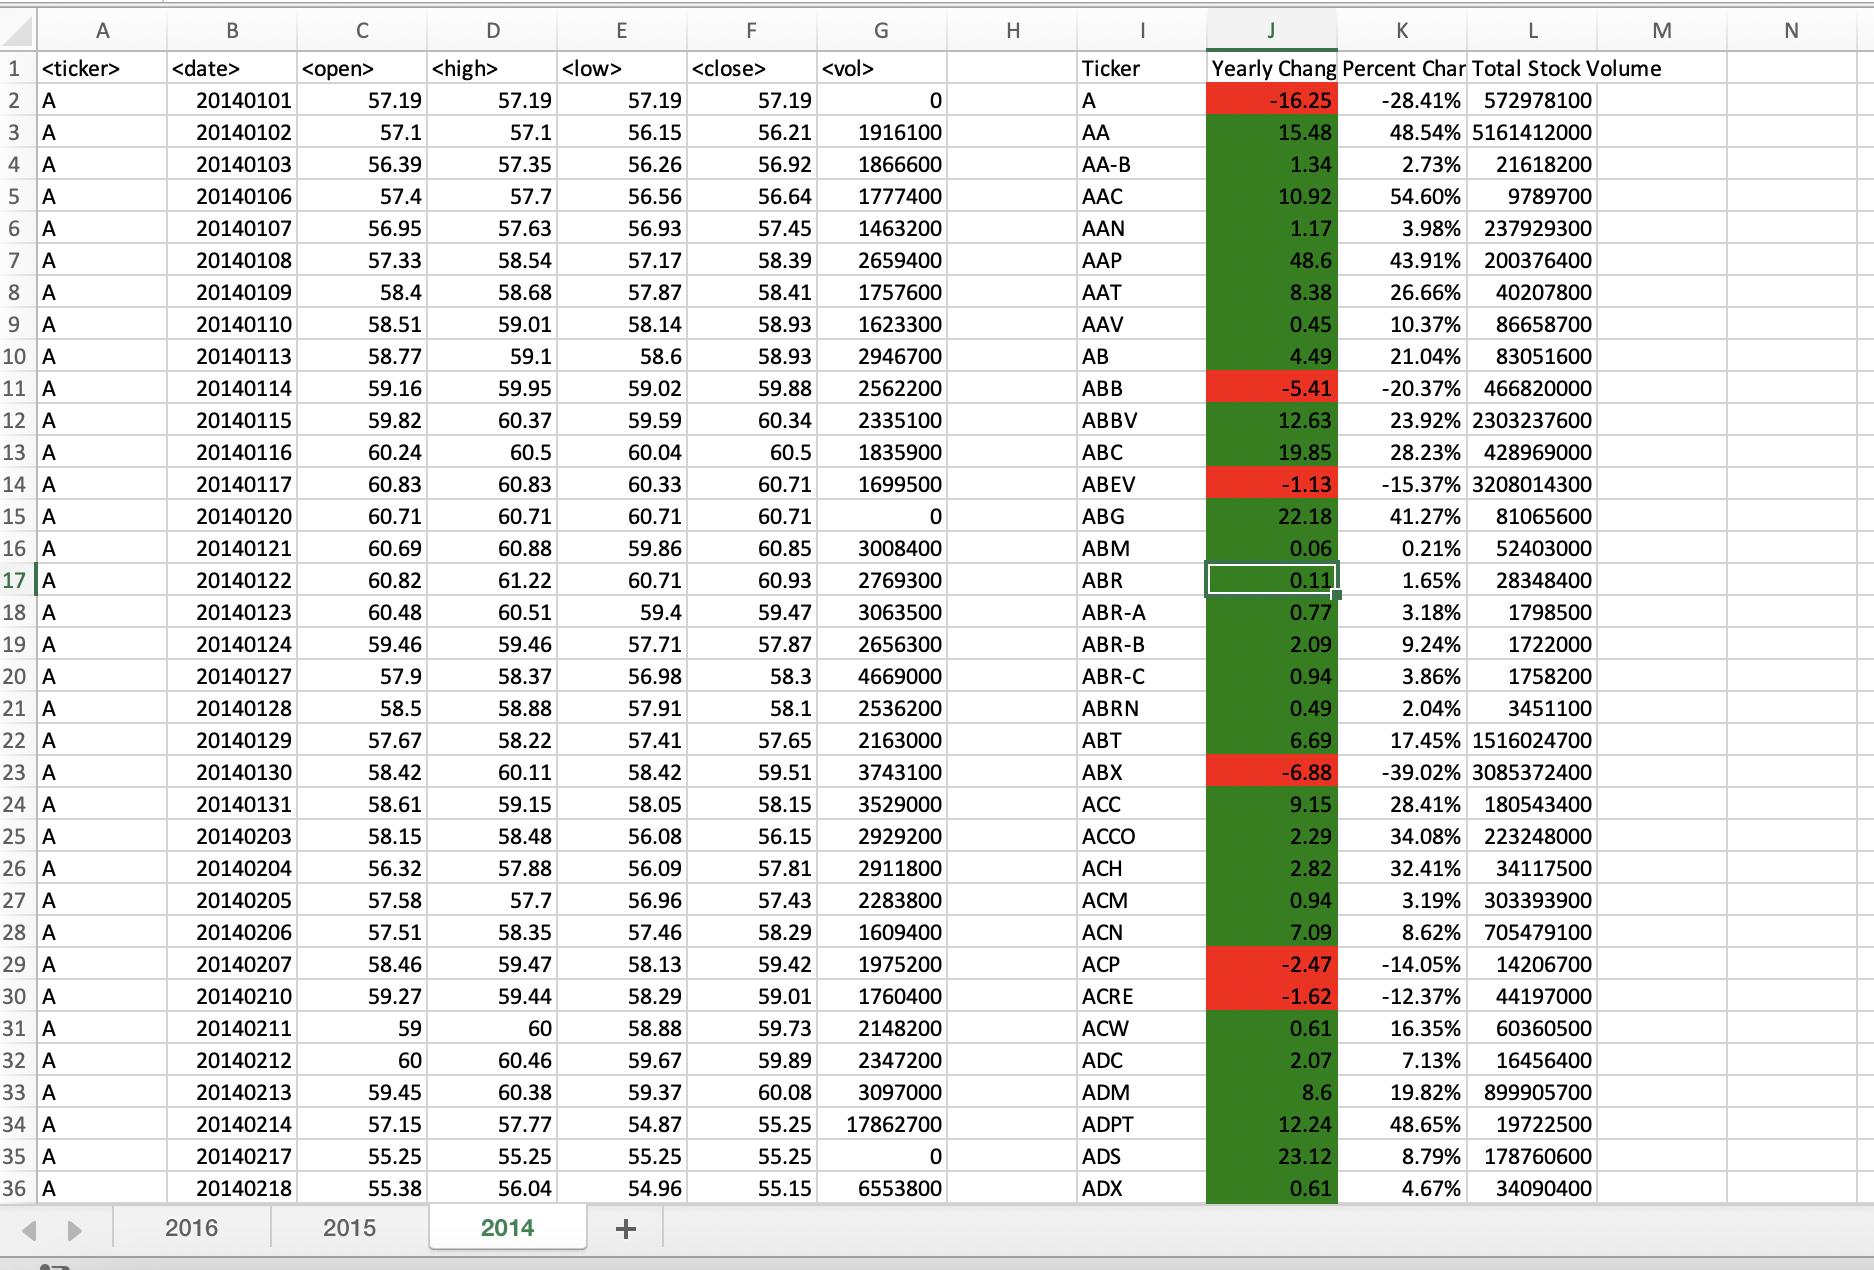 A B C D E F G H I J K L M N
1 <ticker> <date> <open> <high> <low> <close> <vol> Ticker Yearly Chang Percent Char Total Stock Volume
2 A 20140101 57.19 57.19 57.19 57.19 0 A -16.25 -28.41% 572978100
3 A 20140102 57.1 57.1 56.15 56.21 1916100 AA 15.48 48.54% 5161412000
4 A 20140103 56.39 57.35 56.26 56.92 1866600 AA-B 1.34 2.73% 21618200
5 A 20140106 57.4 57.7 56.56 56.64 1777400 AAC 10.92 54.60% 9789700
6 A 20140107 56.95 57.63 56.93 57.45 1463200 AAN 1.17 3.98% 237929300
7 A 20140108 57.33 58.54 57.17 58.39 2659400 AAP 48.6 43.91% 200376400
8 A 20140109 58.4 58.68 57.87 58.41 1757600 AAT 8.38 26.66% 40207800
9 A 20140110 58.51 59.01 58.14 58.93 1623300 AAV 0.45 10.37% 86658700
10 A 20140113 58.77 59.1 58.6 58.93 2946700 AB 4.49 21.04% 83051600
11 A 20140114 59.16 59.95 59.02 59.88 2562200 ABB -5.41 -20.37% 466820000
12 A 20140115 59.82 60.37 59.59 60.34 2335100 ABBV 12.63 23.92% 2303237600
13 A 20140116 60.24 60.5 60.04 60.5 1835900 ABC 19.85 28.23% 428969000
14 A 20140117 60.83 60.83 60.33 60.71 1699500 ABEV -1.13 -15.37% 3208014300
15 A 20140120 60.71 60.71 60.71 60.71 0 ABG 22.18 41.27% 81065600
16 A 20140121 60.69 60.88 59.86 60.85 3008400 ABM 0.06 0.21% 52403000
17 A 20140122 60.82 61.22 60.71 60.93 2769300 ABR 0.11 1.65% 28348400
18 A 20140123 60.48 60.51 59.4 59.47 3063500 ABR-A 0.77 3.18% 1798500
19 A 20140124 59.46 59.46 57.71 57.87 2656300 ABR-B 2.09 9.24% 1722000
20 A 20140127 57.9 58.37 56.98 58.3 4669000 ABR-C 0.94 3.86% 1758200
21 A 20140128 58.5 58.88 57.91 58.1 2536200 ABRN 0.49 2.04% 3451100
22 A 20140129 57.67 58.22 57.41 57.65 2163000 ABT 6.69 17.45% 1516024700
23 A 20140130 58.42 60.11 58.42 59.51 3743100 ABX -6.88 -39.02% 3085372400
24 A 20140131 58.61 59.15 58.05 58.15 3529000 ACC 9.15 28.41% 180543400
25 A 20140203 58.15 58.48 56.08 56.15 2929200 ACCO 2.29 34.08% 223248000
26 A 20140204 56.32 57.88 56.09 57.81 2911800 ACH 2.82 32.41% 34117500
27 A 20140205 57.58 57.7 56.96 57.43 2283800 ACM 0.94 3.19% 303393900
28 A 20140206 57.51 58.35 57.46 58.29 1609400 ACN 7.09 8.62% 705479100
29 A 20140207 58.46 59.47 58.13 59.42 1975200 ACP -2.47 -14.05% 14206700
30 A 20140210 59.27 59.44 58.29 59.01 1760400 ACRE -1.62 -12.37% 44197000
31 A 20140211 59 60 58.88 59.73 2148200 ACW 0.61 16.35% 60360500
32 A 20140212 60 60.46 59.67 59.89 2347200 ADC 2.07 7.13% 16456400
33 A 20140213 59.45 60.38 59.37 60.08 3097000 ADM 8.6 19.82% 899905700
34 A 20140214 57.15 57.77 54.87 55.25 17862700 ADPT 12.24 48.65% 19722500
35 A 20140217 55.25 55.25 55.25 55.25 0 ADS 23.12 8.79% 178760600
36 A 20140218 55.38 56.04 54.96 55.15 6553800 ADX 0.61 4.67% 34090400
2016 2015 2014 +